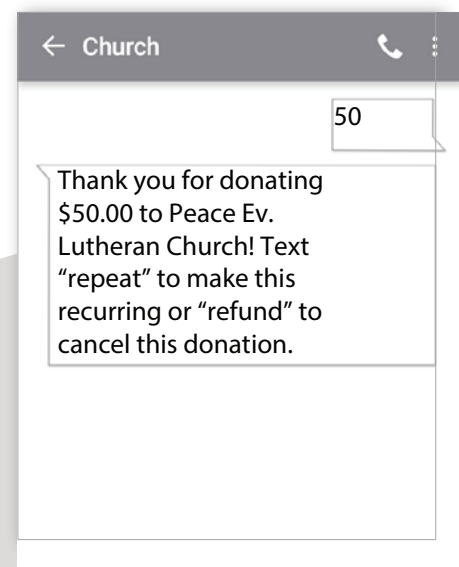 Church
50
Thank you for donating
$50.00 to Peace Ev.
Lutheran Church! Text
“repeat” to make this
recurring or “refund” to
cancel this donation.